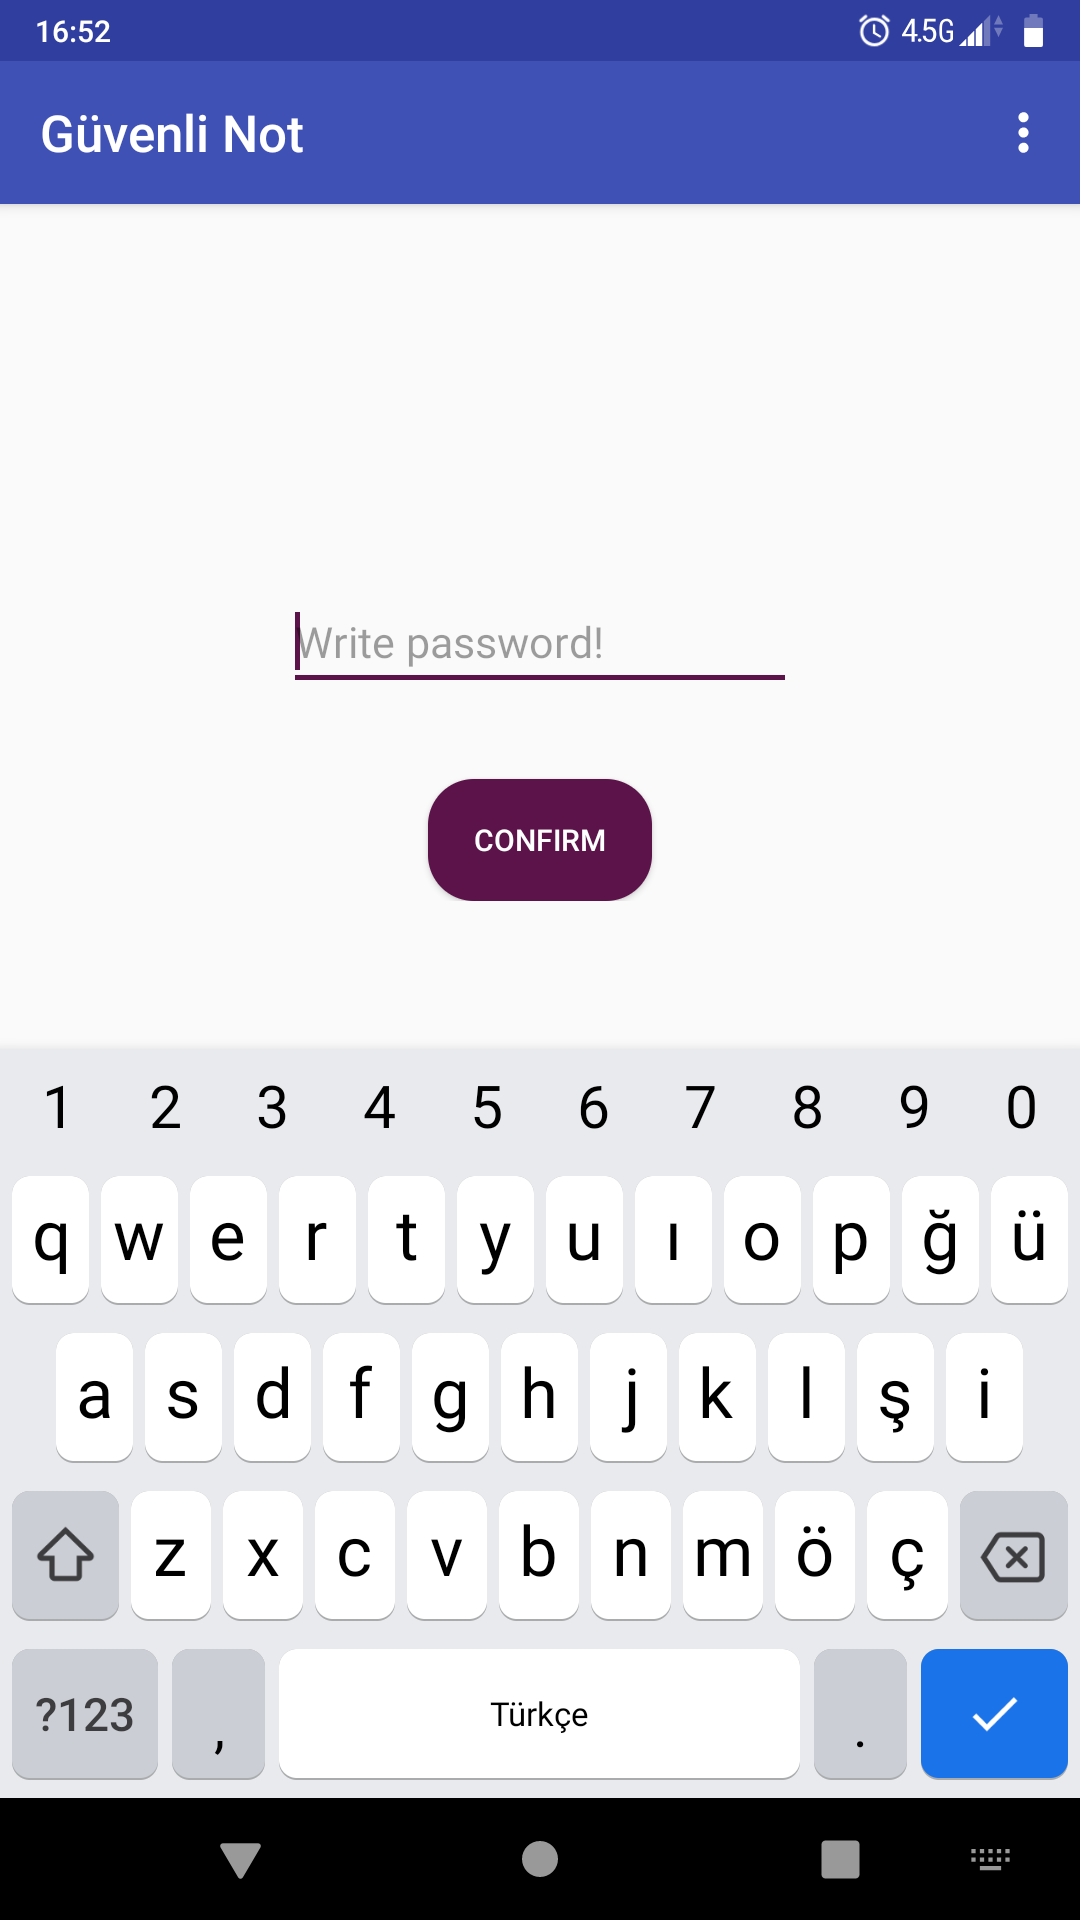 16:52 4.5G
Güvenli Not
Write password!
CONFIRM
1 2 3 4 5 6 7 8 9 0
q w e r t y u ı o p ğ ü
a s d f g h j k l ş i
z x c v b n m ö ç
?123 , Türkçe .